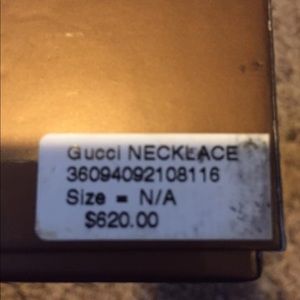 Gucci NECKLACE
36094092108116
Size = N/A
$620.00